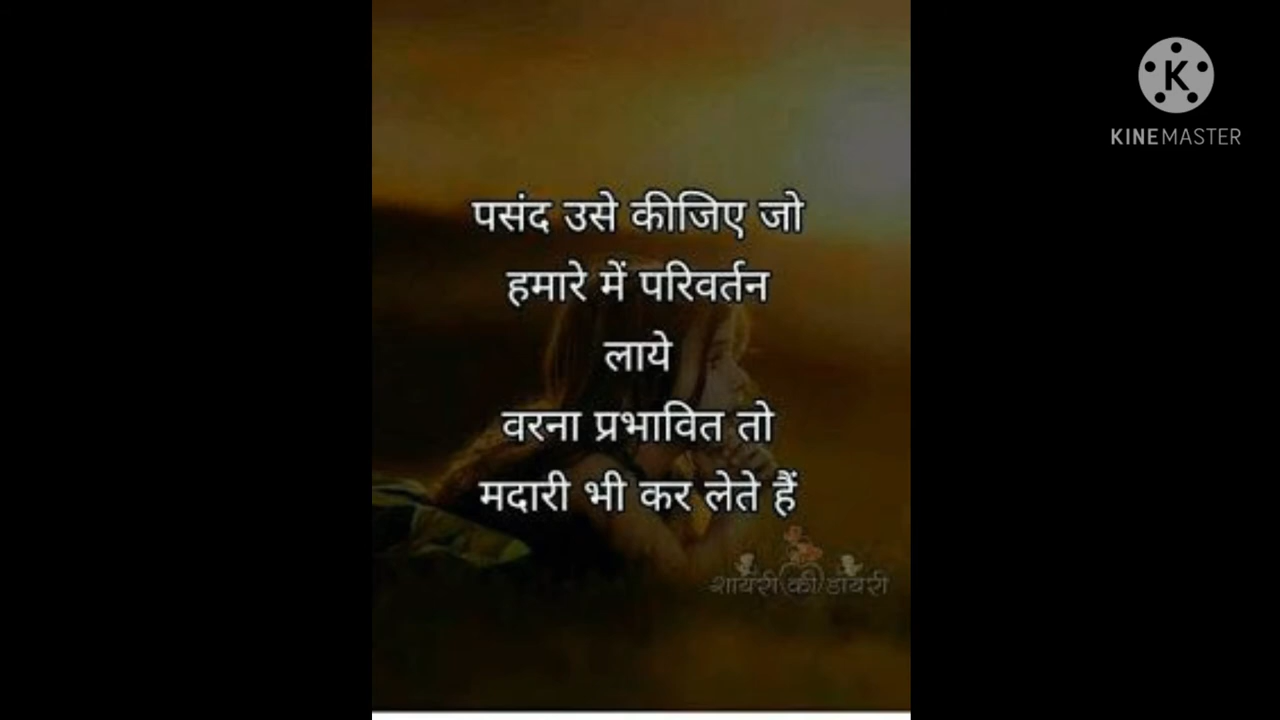 KINEMASTER
पसंद उसे कीजिए जो
हमारे में परिवर्तन
लाये
वरना प्रभावित तो
मदारी भी कर लेते हैं
शायरी की डायरी